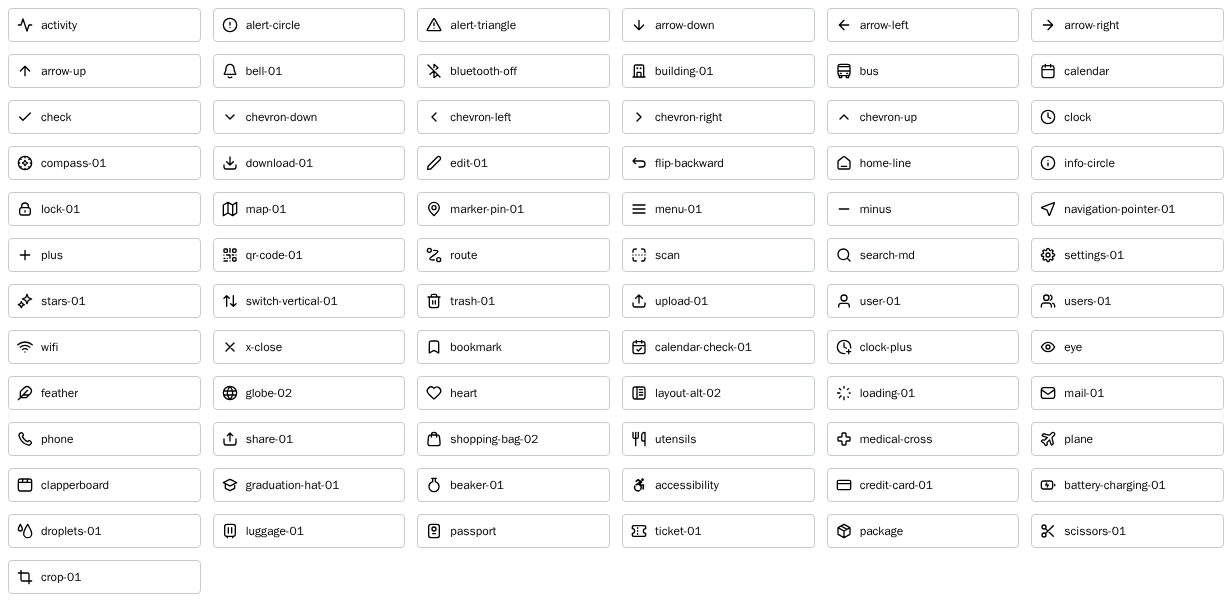 activity
alert-circle
alert-triangle
arrow-down
arrow-left
arrow-right
arrow-up
bell-01
bluetooth-off
building-01
bus
calendar
check
chevron-down
chevron-left
chevron-right
chevron-up
clock
compass-01
download-01
edit-01
flip-backward
home-line
info-circle
lock-01
map-01
marker-pin-01
menu-01
minus
navigation-pointer-01
plus
qr-code-01
route
scan
search-md
settings-01
stars-01
switch-vertical-01
trash-01
upload-01
user-01
users-01
wifi
x-close
bookmark
calendar-check-01
clock-plus
eye
feather
globe-02
heart
layout-alt-02
loading-01
mail-01
phone
share-01
shopping-bag-02
utensils
medical-cross
plane
clapperboard
graduation-hat-01
beaker-01
accessibility
credit-card-01
battery-charging-01
droplets-01
luggage-01
passport
ticket-01
package
scissors-01
crop-01